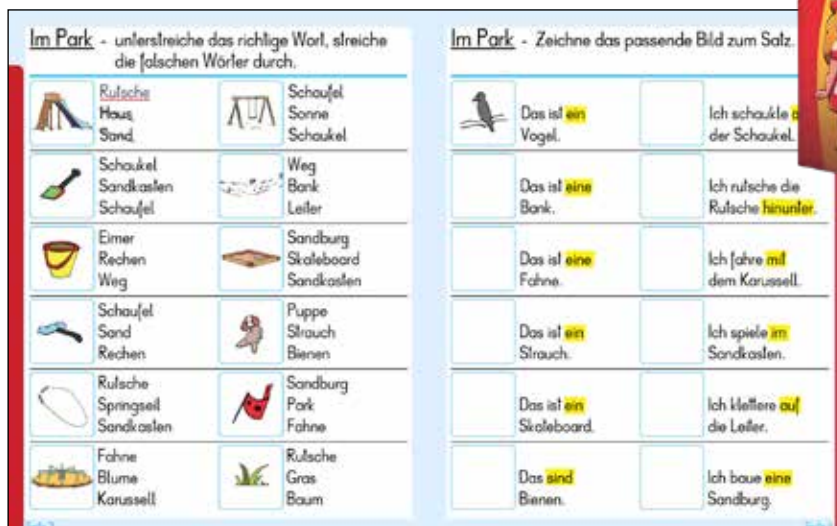 Im Park - unterstreiche das richtige Wort, streiche
die falschen Wörter durch.
Rutsche
Haus
Sand
Schaufel
Sonne
Schaukel
Schaukel
Sandkasten
Schaufel
Weg
Bank
Leiter
Eimer
Rechen
Weg
Sandburg
Skateboard
Sandkasten
Schaufel
Sand
Rechen
Puppe
Strauch
Bienen
Rutsche
Springseil
Sandkasten
Sandburg
Park
Fahne
Fahne
Blume
Karussell
Rutsche
Gras
Baum
Im Park - Zeichne das passende Bild zum Satz.
Das ist ein
Vogel.
Ich schaukle
der Schaukel.
Das ist eine
Bank.
Ich rutsche die
Rutsche hinunter.
Das ist eine
Fahne.
Ich fahre mit
dem Karussell.
Das ist ein
Strauch.
Ich spiele im
Sandkasten.
Das ist ein
Skateboard.
Ich klettere auf
die Leiter.
Das sind
Bienen.
Ich baue eine
Sandburg.